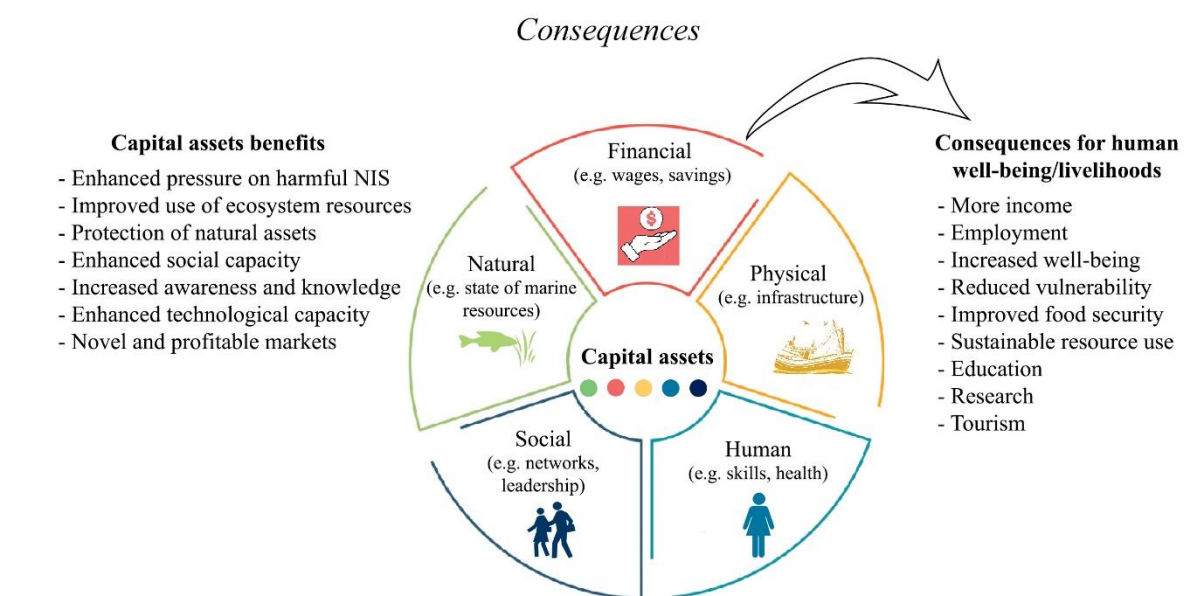 Consequences
Capital assets benefits
- Enhanced pressure on harmful NIS
- Improved use of ecosystem resources
- Protection of natural assets
- Enhanced social capacity
- Increased awareness and knowledge
- Enhanced technological capacity
- Novel and profitable markets
Financial
(e.g. wages, savings)
$
Natural
(e.g. state of marine
resources)
Physical
(e.g. infrastructure)
Capital assets
Social
(e.g. networks,
leadership)
Human
(e.g. skills, health)
Consequences for human
well-being/livelihoods
- More income
- Employment
- Increased well-being
- Reduced vulnerability
- Improved food security
- Sustainable resource use
- Education
- Research
- Tourism